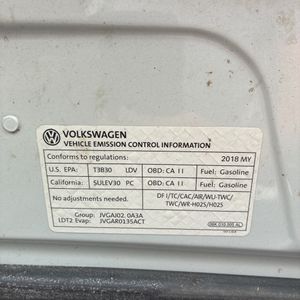 VOLKSWAGEN
VEHICLE EMISSION CONTROL INFORMATION
Conforms to regulations: 2018 MY
U.S. EPA: T3B30 LDV OBD: CA II Fuel: Gasoline
California: SULEV30 PC OBD: CA II Fuel: Gasoline
No adjustments needed. DF I/TC/CAC/AIR/WU-TWC/
TWC/WR-HO2S/HO2S
Group: JVGAJ02.0A3A
LDT2 Evap: JVGAR0135ACT